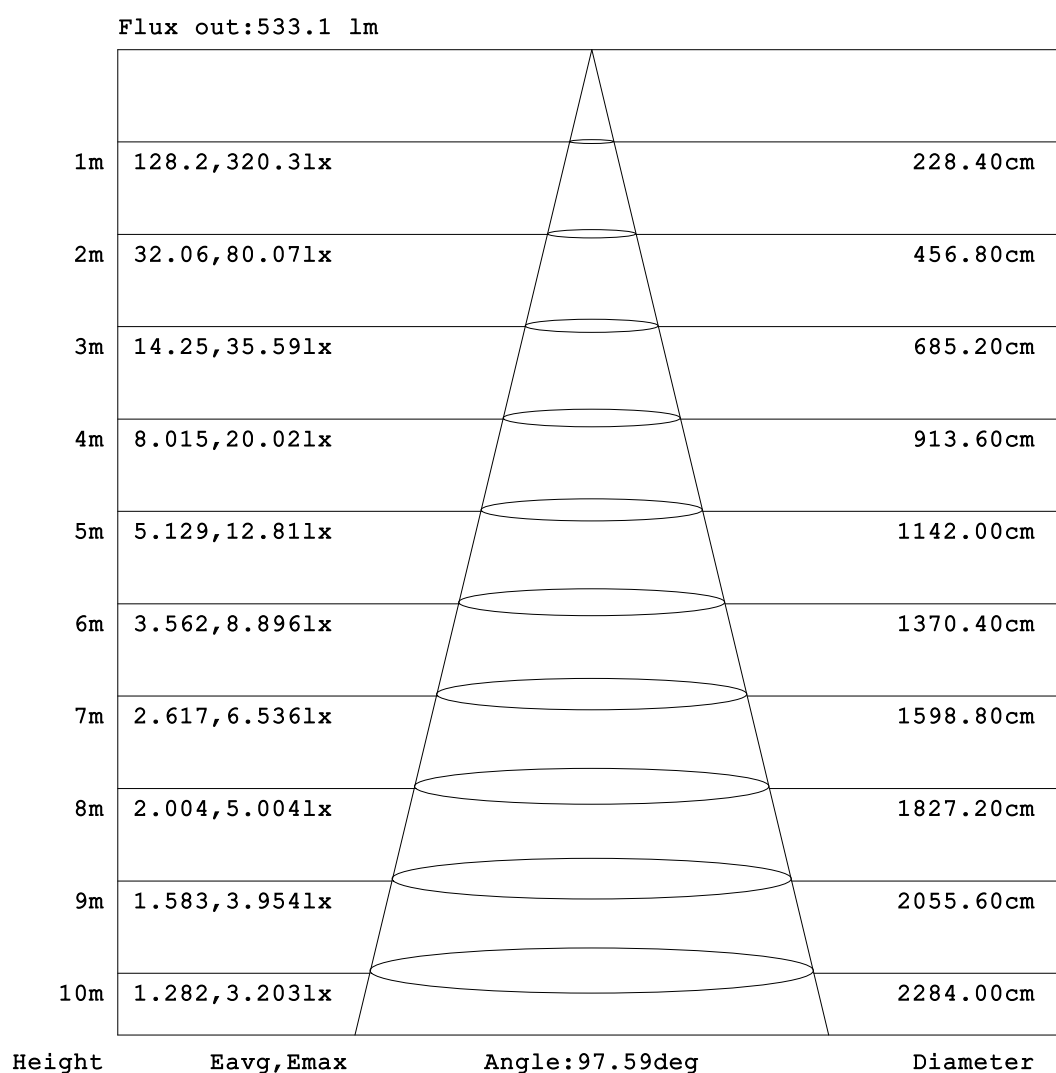 Flux out:533.1 lm
1m 128.2,320.3lx 228.40cm
2m 32.06,80.07lx 456.80cm
3m 14.25,35.59lx 685.20cm
4m 8.015,20.02lx 913.60cm
5m 5.129,12.81lx 1142.00cm
6m 3.562,8.896lx 1370.40cm
7m 2.617,6.536lx 1598.80cm
8m 2.004,5.004lx 1827.20cm
9m 1.583,3.954lx 2055.60cm
10m 1.282,3.203lx 2284.00cm
Height Eavg,Emax Angle:97.59deg Diameter